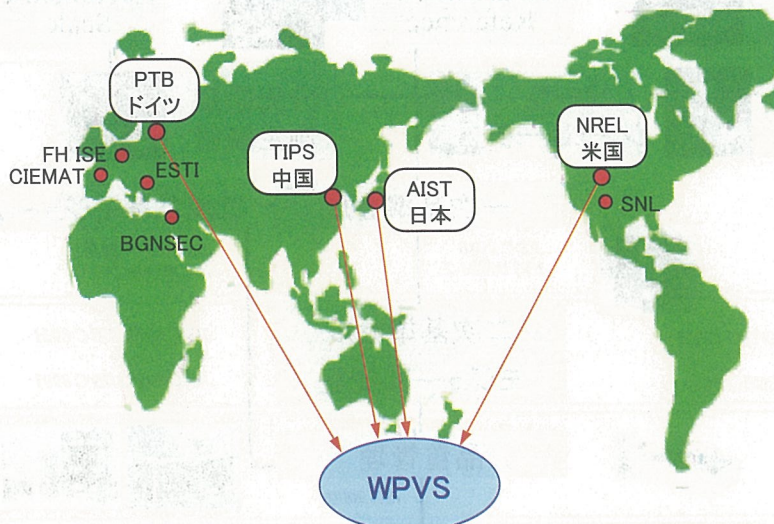 PTB
ドイツ
FH ISE
CIEMAT
ESTI
BGNSEC
TIPS
中国
AIST
日本
NREL
米国
SNL
WPVS